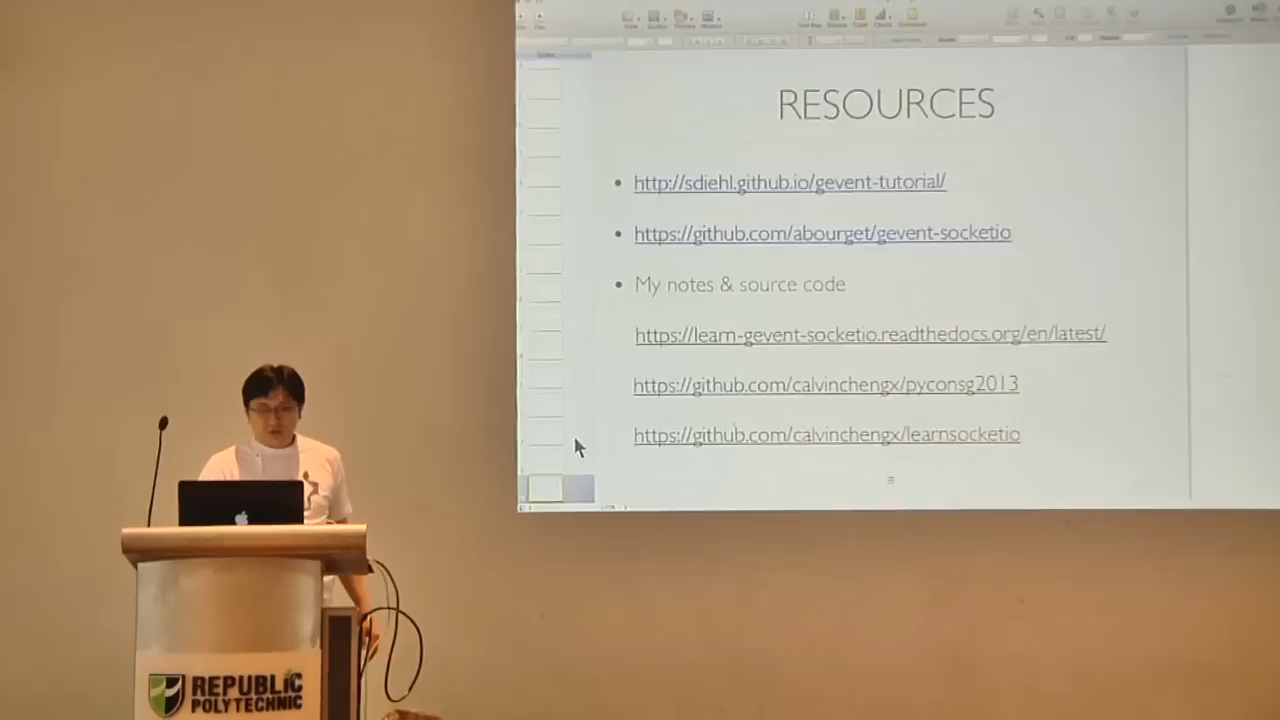 RESOURCES
http://sdiehl.github.io/gevent-tutorial/
https://github.com/abourget/gevent-socketio
My notes & source code
https://learn-gevent-socketio.readthedocs.org/en/latest/
https://github.com/calvinchengx/pyconsg2013
https://github.com/calvinchengx/learnsocketio
REPUBLIC
POLYTECHNIC